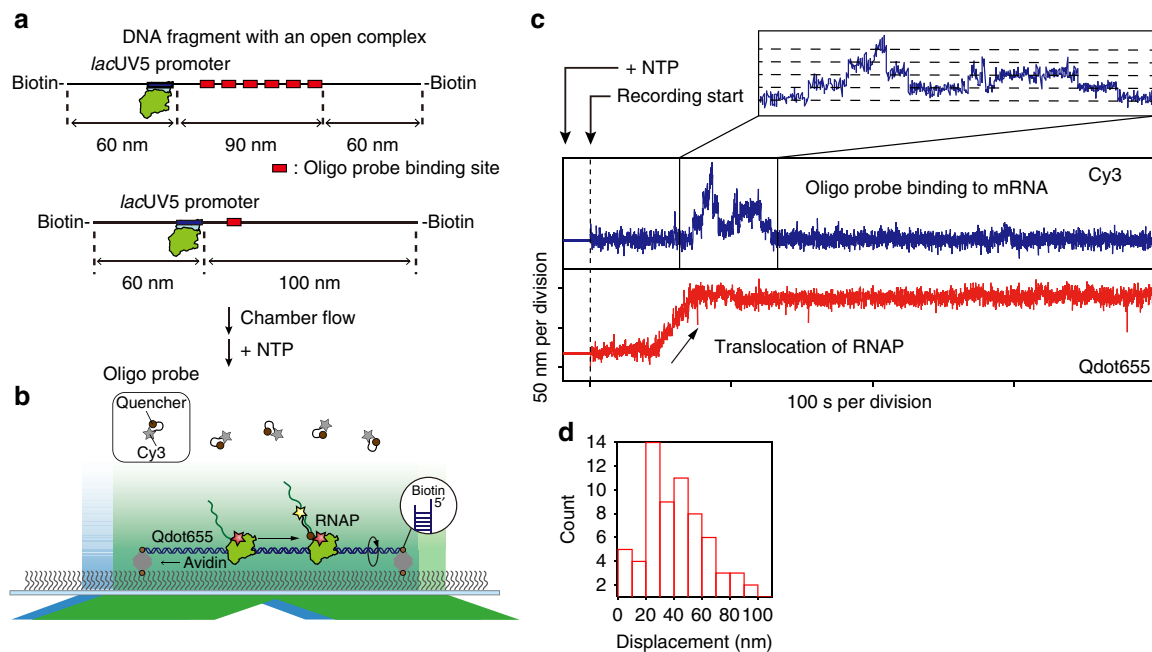 a
DNA fragment with an open complex
lacUV5 promoter
Biotin-
-Biotin
60 nm
90 nm
60 nm
: Oligo probe binding site
lacUV5 promoter
Biotin-
-Biotin
60 nm
100 nm
Chamber flow
+ NTP
b
Oligo probe
Quencher
Cy3
Biotin
5′
Qdot655
RNAP
Avidin
c
+ NTP
Recording start
Cy3
Oligo probe binding to mRNA
50 nm per division
Translocation of RNAP
Qdot655
100 s per division
d
14
12
10
8
6
4
2
Count
0 20 40 60 80 100
Displacement (nm)